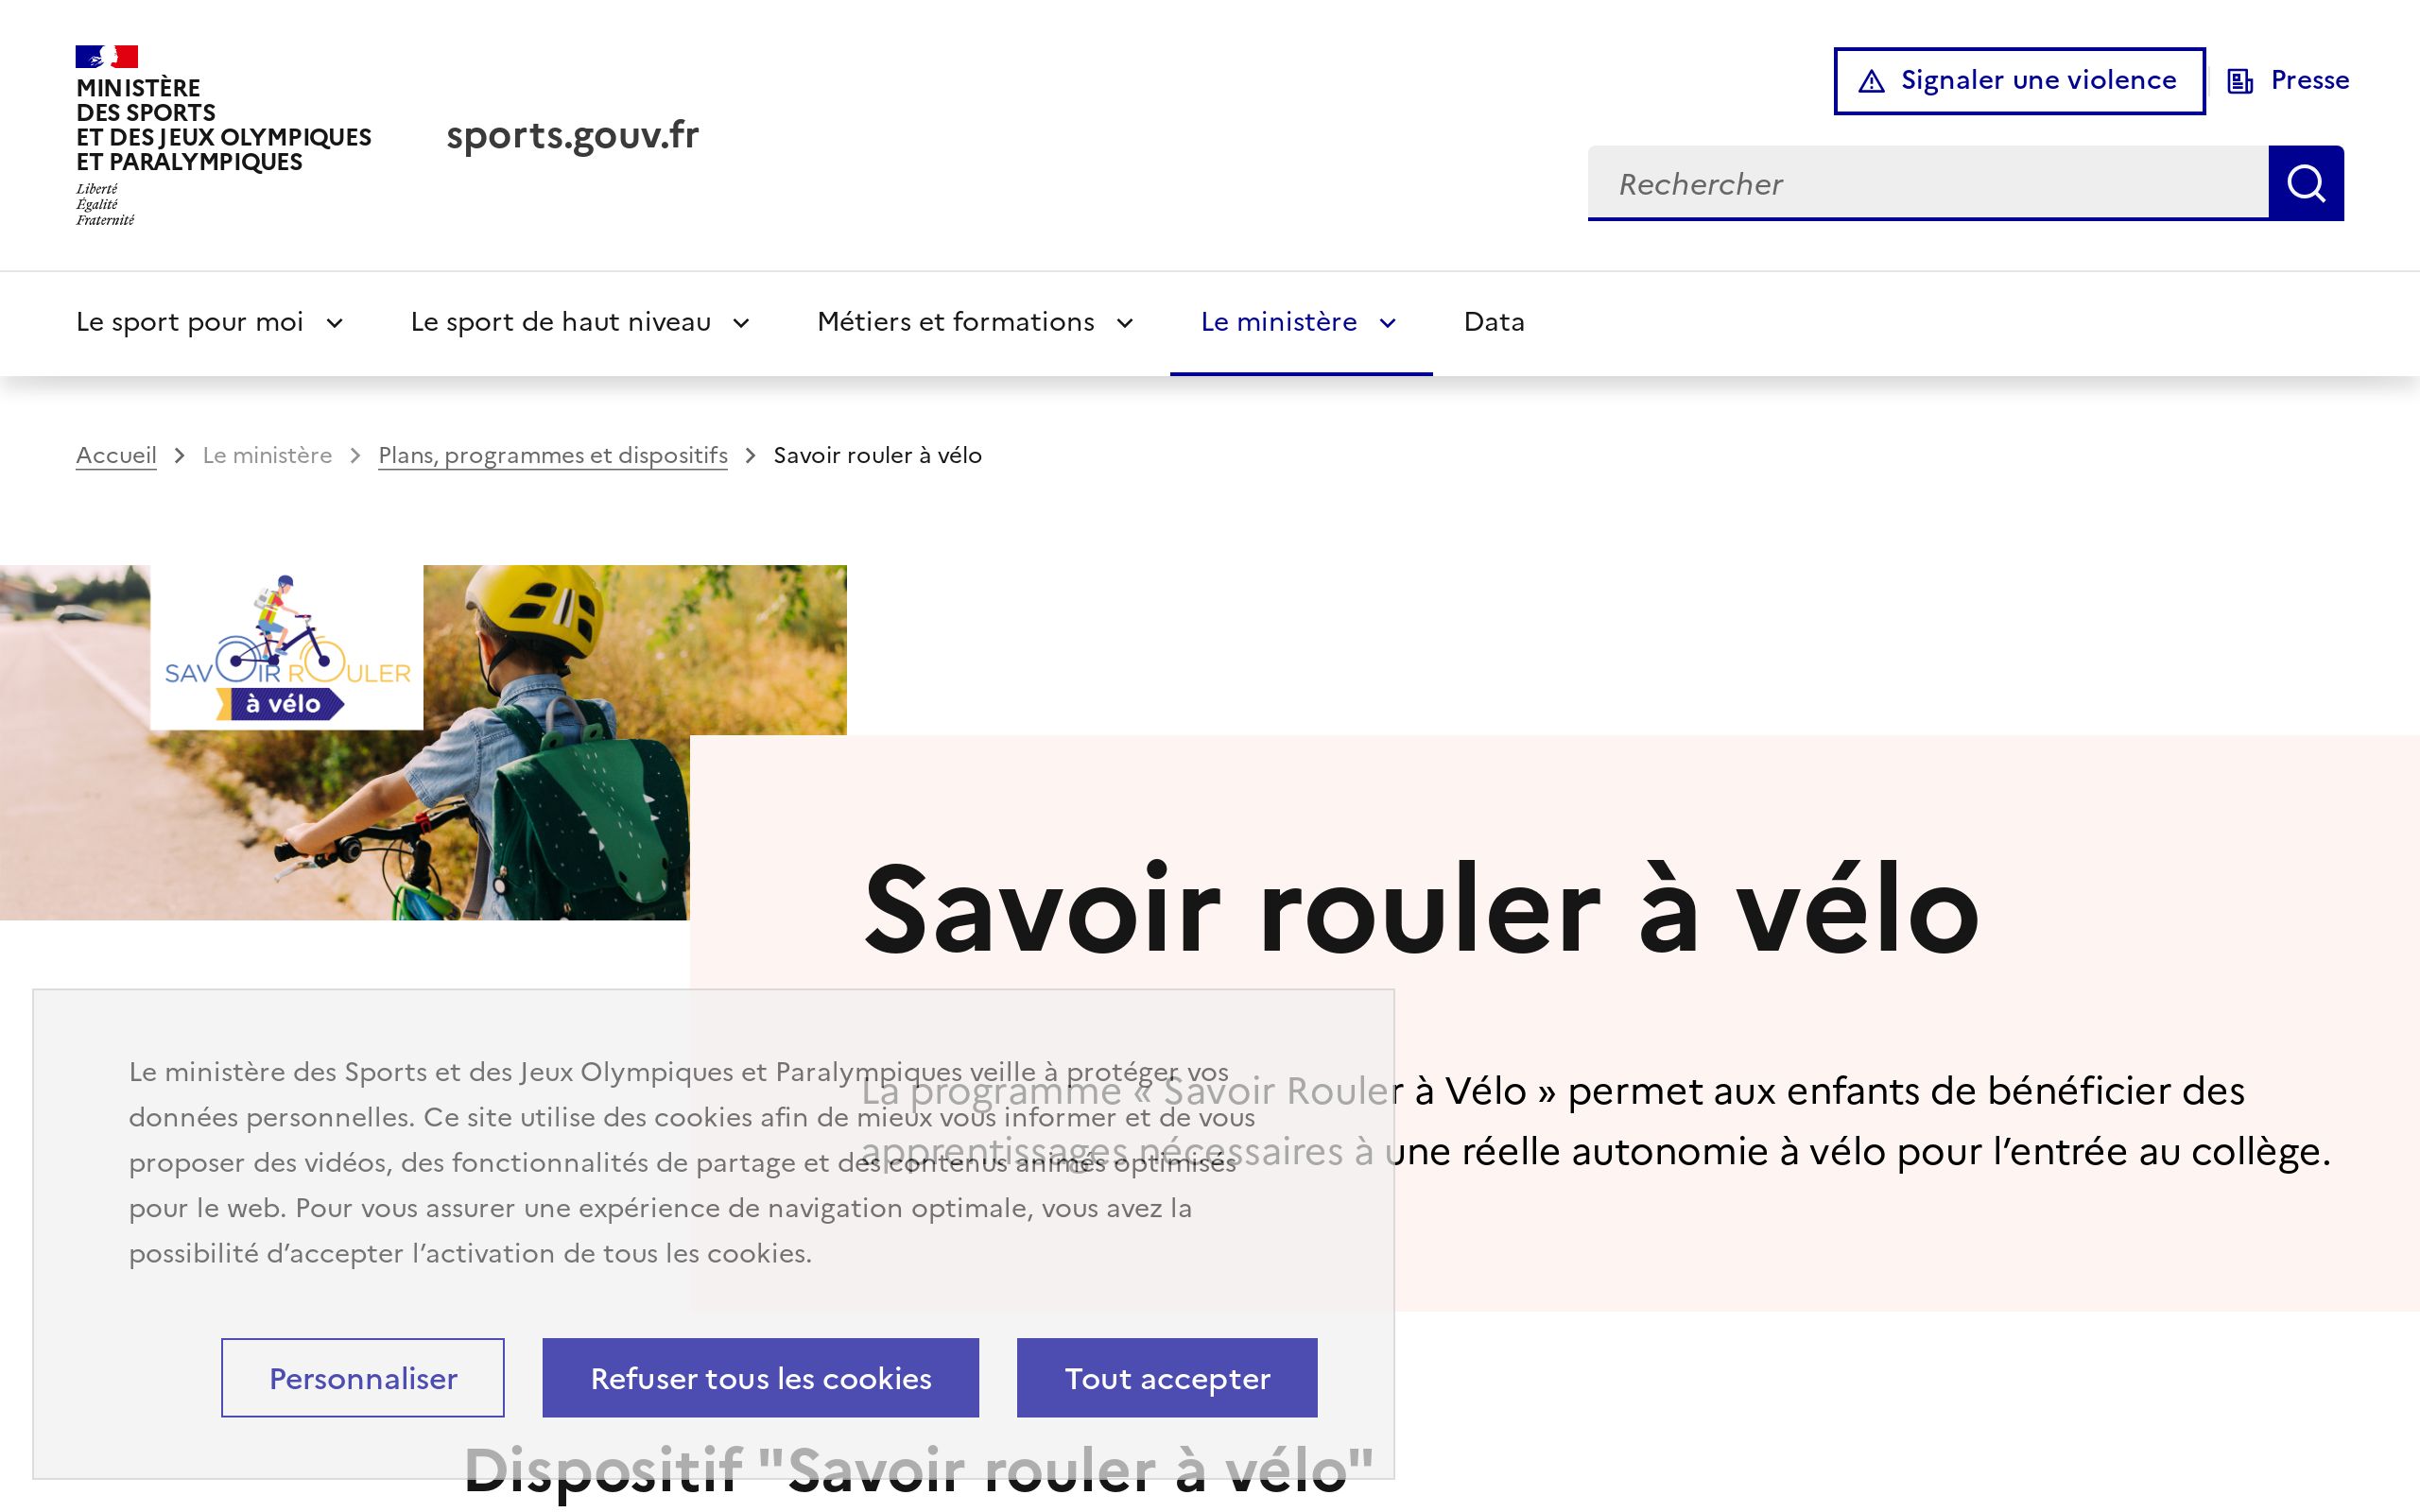 MINISTÈRE
DES SPORTS
ET DES JEUX OLYMPIQUES
ET PARALYMPIQUES
Liberté
Égalité
Fraternité
sports.gouv.fr
Signaler une violence
Presse
Rechercher
Le sport pour moi
Le sport de haut niveau
Métiers et formations
Le ministère
Data
Accueil > Le ministère > Plans, programmes et dispositifs > Savoir rouler à vélo
SAVOIR ROULER
à vélo
Savoir rouler à vélo
La programme « Savoir Rouler à Vélo » permet aux enfants de bénéficier des
apprentissages nécessaires à une réelle autonomie à vélo pour l’entrée au collège.
Le ministère des Sports et des Jeux Olympiques et Paralympiques veille à protéger vos
données personnelles. Ce site utilise des cookies afin de mieux vous informer et de vous
proposer des vidéos, des fonctionnalités de partage et des contenus animés optimisés
pour le web. Pour vous assurer une expérience de navigation optimale, vous avez la
possibilité d’accepter l’activation de tous les cookies.
Personnaliser
Refuser tous les cookies
Tout accepter
Dispositif "Savoir rouler à vélo"